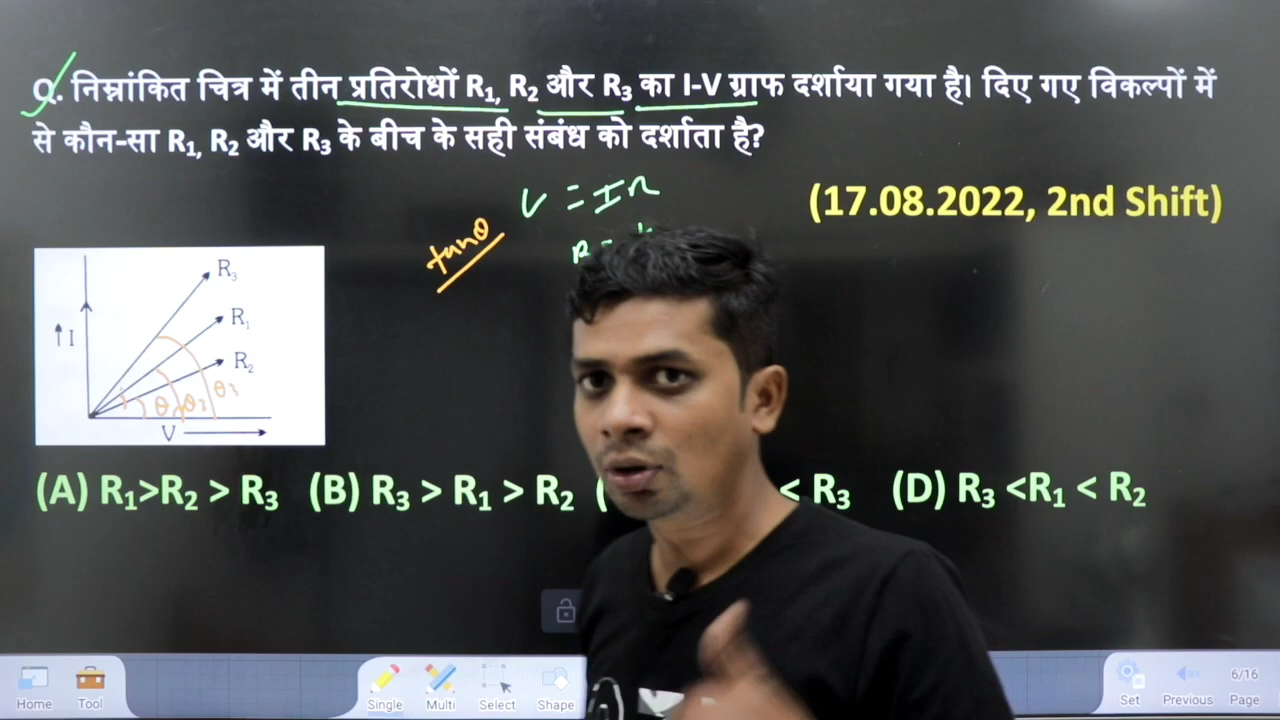 Q. निम्नांकित चित्र में तीन प्रतिरोधों R₁, R₂ और R₃ का I-V ग्राफ दर्शाया गया है। दिए गए विकल्पों में
से कौन-सा R₁, R₂ और R₃ के बीच के सही संबंध को दर्शाता है?
V = IR
(17.08.2022, 2nd Shift)
tanθ
R₃
R₁
↑I
R₂
θ θ₂ θ₃
V
(A) R₁>R₂ > R₃ (B) R₃ > R₁ > R₂ ( < R₃ (D) R₃ <R₁ < R₂
Home Tool Single Multi Select Shape Set Previous Page
6/16